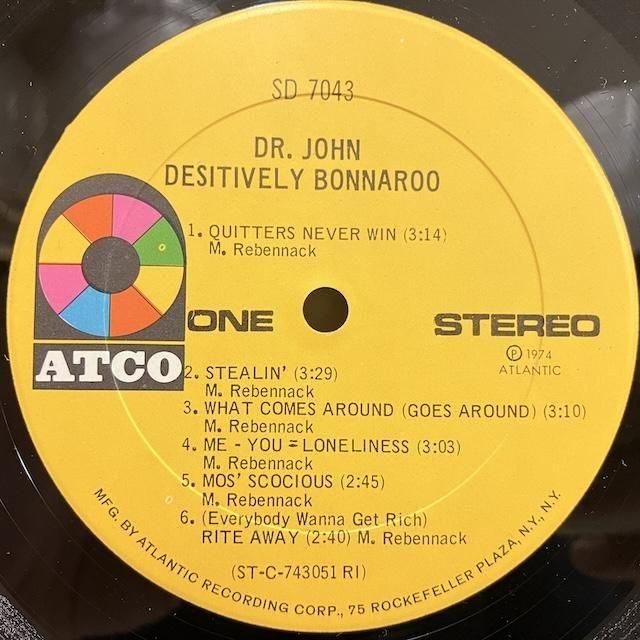 SD 7043
DR. JOHN
DESITIVELY BONNAROO
1. QUITTERS NEVER WIN (3:14)
M. Rebennack
ONE
STEREO
ATCO
℗ 1974
ATLANTIC
2. STEALIN' (3:29)
M. Rebennack
3. WHAT COMES AROUND (GOES AROUND) (3:10)
M. Rebennack
4. ME - YOU = LONELINESS (3:03)
M. Rebennack
5. MOS' SCOCIOUS (2:45)
M. Rebennack
6. (Everybody Wanna Get Rich)
RITE AWAY (2:40) M. Rebennack
(ST-C-743051 RI)
MFG. BY ATLANTIC RECORDING CORP., 75 ROCKEFELLER PLAZA, N.Y., N.Y.